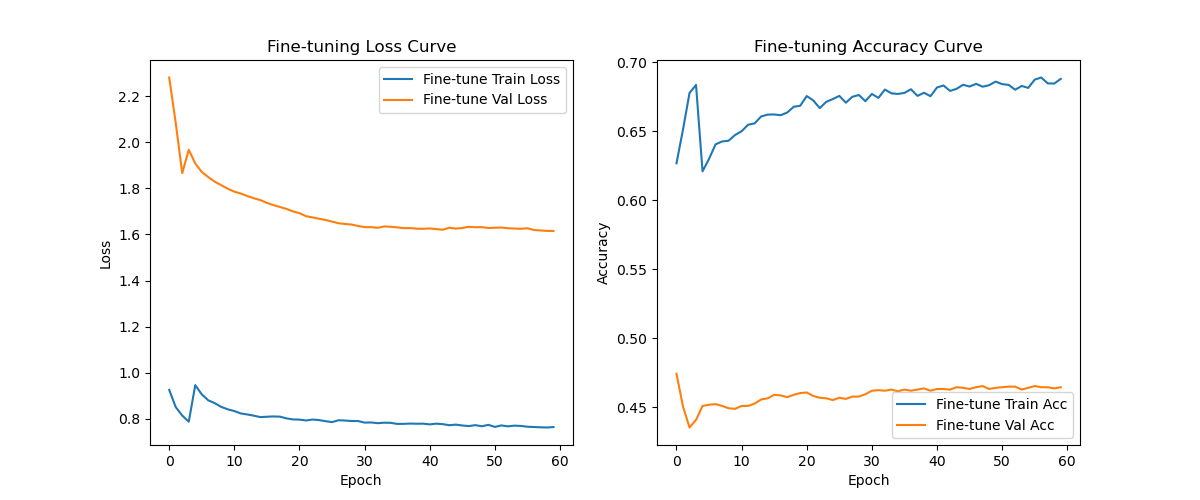 Fine-tuning Loss Curve
Fine-tune Train Loss
Fine-tune Val Loss
2.2
2.0
1.8
1.6
1.4
1.2
1.0
0.8
Loss
0 10 20 30 40 50 60
Epoch
Fine-tuning Accuracy Curve
0.70
0.65
0.60
0.55
0.50
0.45
Accuracy
Fine-tune Train Acc
Fine-tune Val Acc
0 10 20 30 40 50 60
Epoch